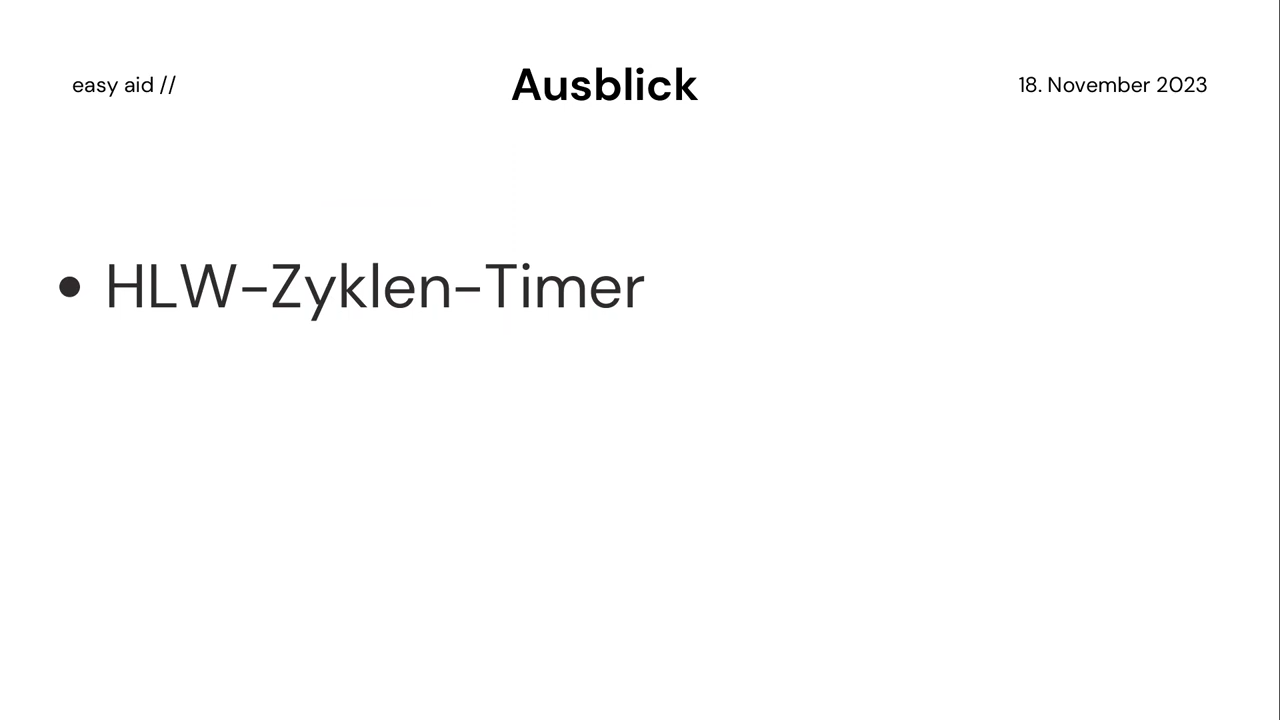 easy aid //
Ausblick
18. November 2023
• HLW-Zyklen-Timer